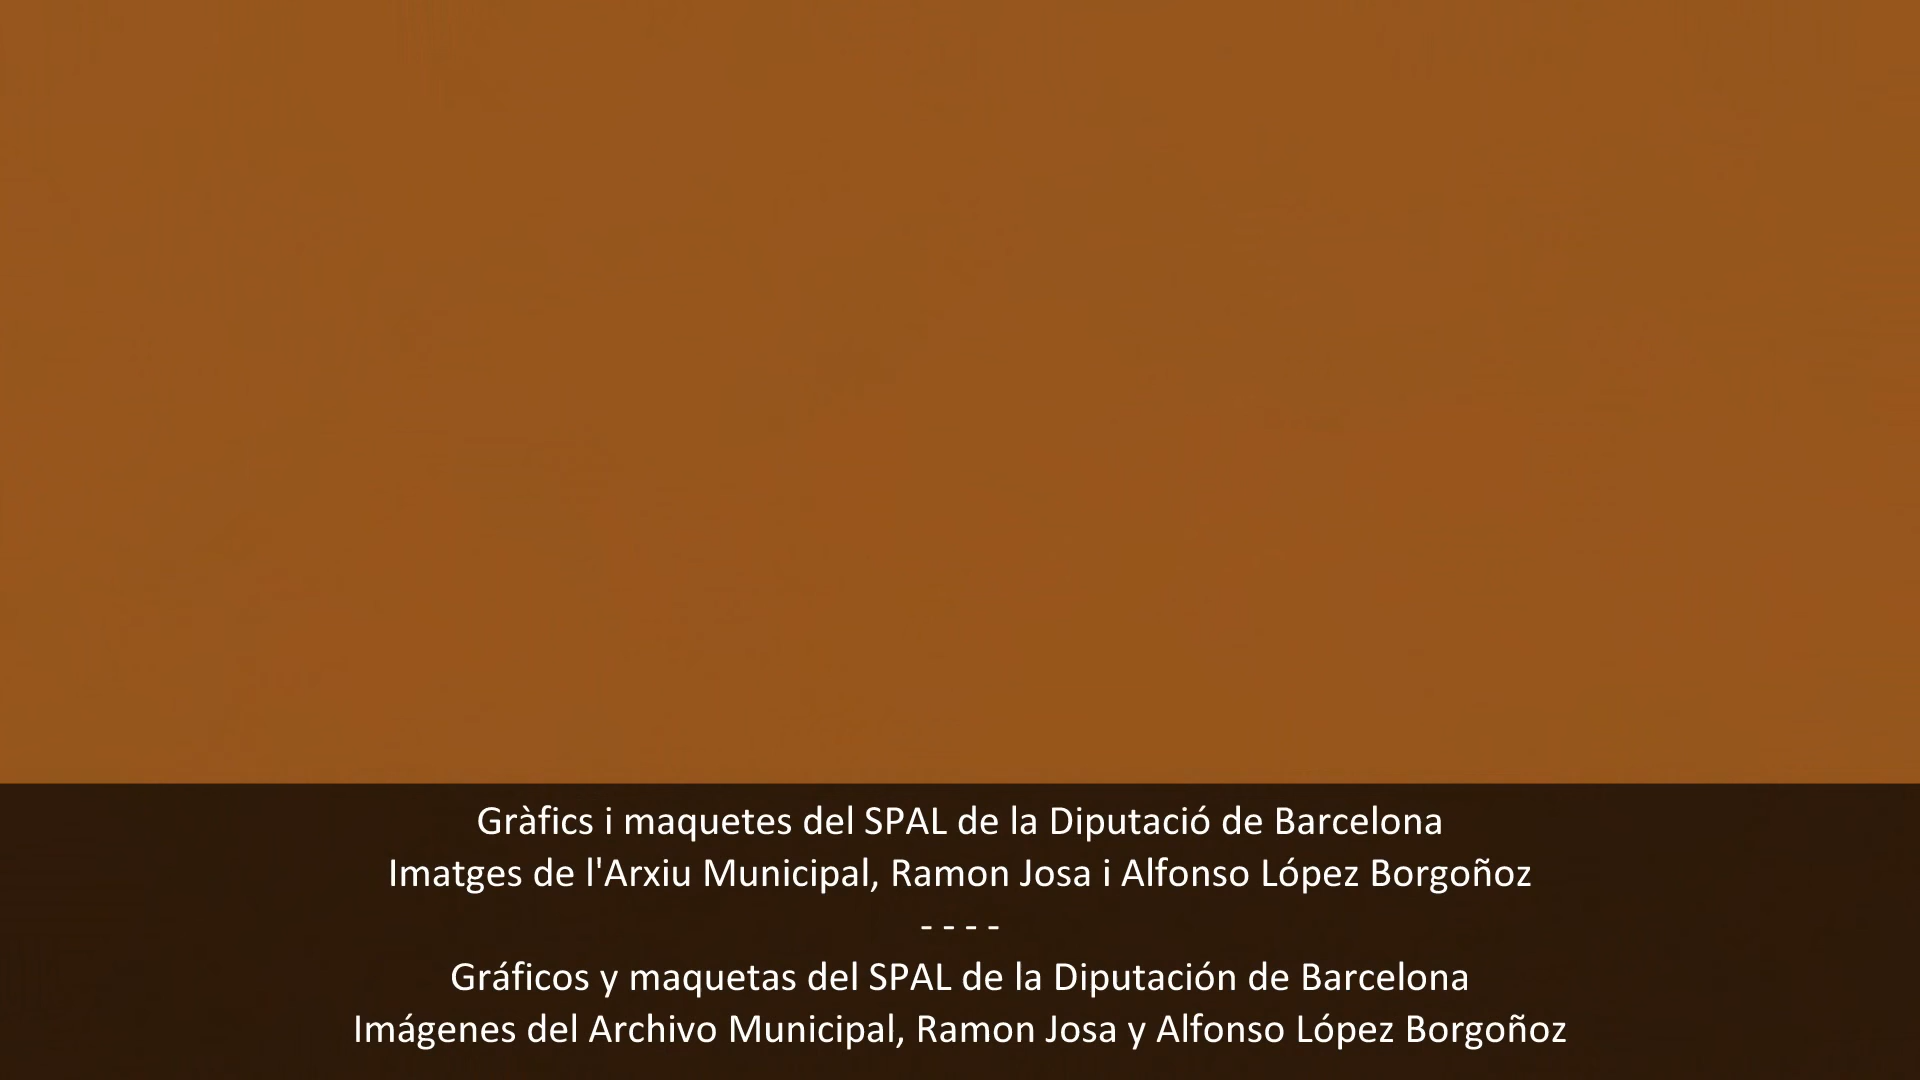 Gràfics i maquetes del SPAL de la Diputació de Barcelona
Imatges de l'Arxiu Municipal, Ramon Josa i Alfonso López Borgoñoz
- - - -
Gráficos y maquetas del SPAL de la Diputación de Barcelona
Imágenes del Archivo Municipal, Ramon Josa y Alfonso López Borgoñoz